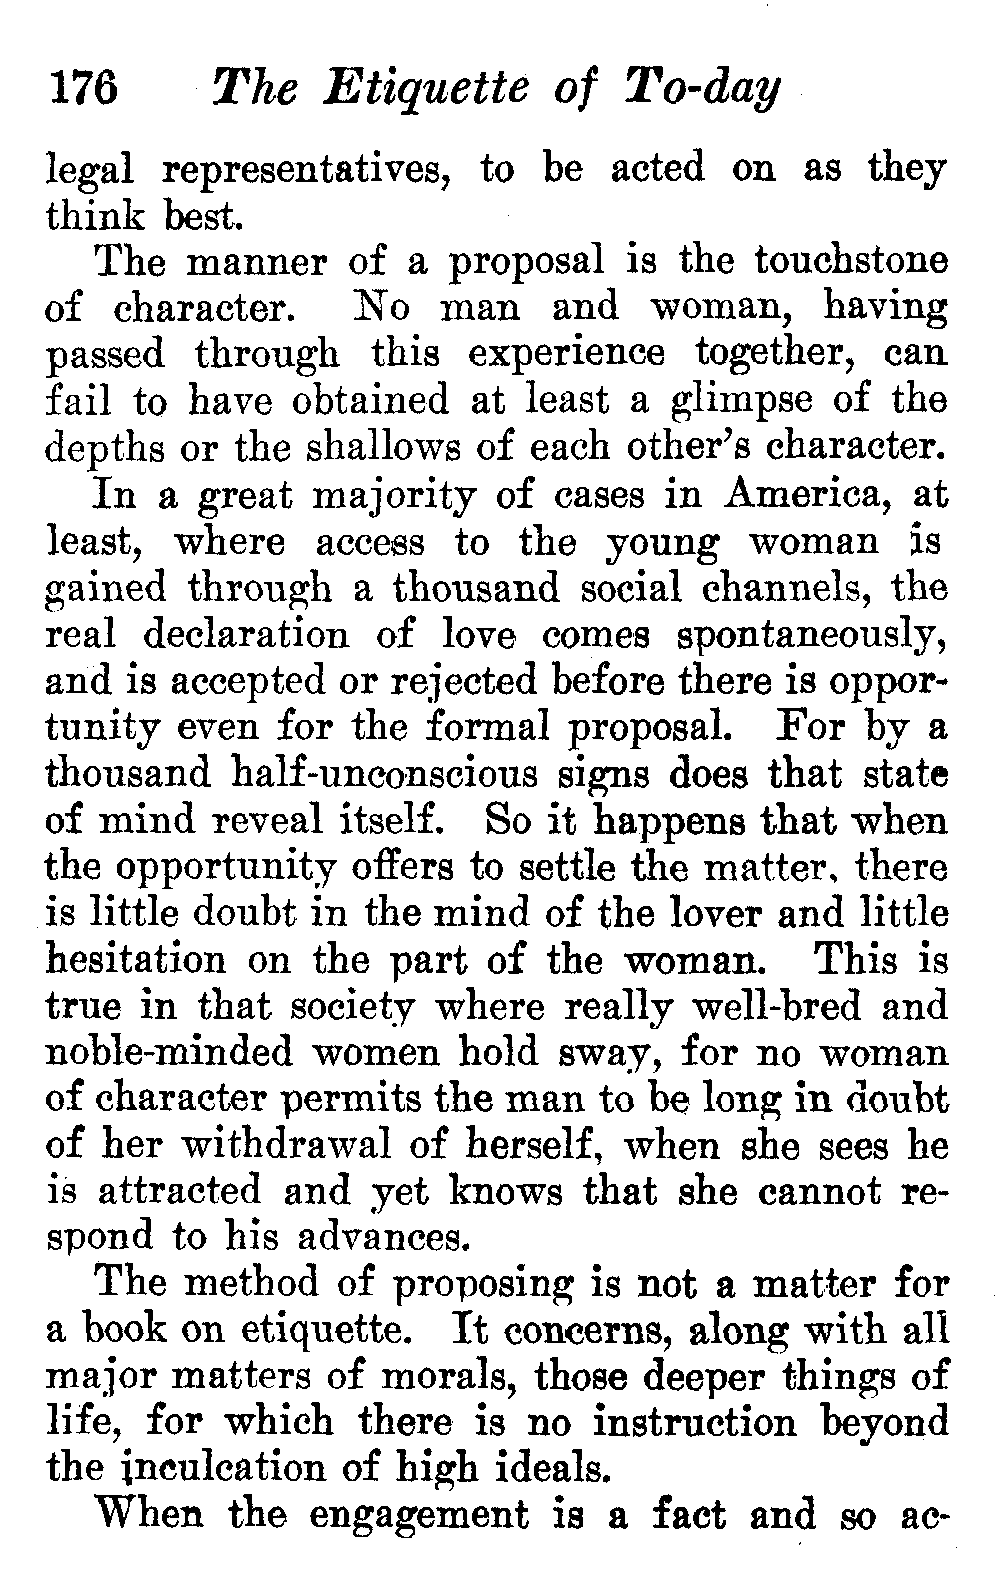 176 The Etiquette of To-day
legal representatives, to be acted on as they
think best.
The manner of a proposal is the touchstone
of character. No man and woman, having
passed through this experience together, can
fail to have obtained at least a glimpse of the
depths or the shallows of each other's character.
In a great majority of cases in America, at
least, where access to the young woman is
gained through a thousand social channels, the
real declaration of love comes spontaneously,
and is accepted or rejected before there is oppor-
tunity even for the formal proposal. For by a
thousand half-unconscious signs does that state
of mind reveal itself. So it happens that when
the opportunity offers to settle the matter, there
is little doubt in the mind of the lover and little
hesitation on the part of the woman. This is
true in that society where really well-bred and
noble-minded women hold sway, for no woman
of character permits the man to be long in doubt
of her withdrawal of herself, when she sees he
is attracted and yet knows that she cannot re-
spond to his advances.
The method of proposing is not a matter for
a book on etiquette. It concerns, along with all
major matters of morals, those deeper things of
life, for which there is no instruction beyond
the inculcation of high ideals.
When the engagement is a fact and so ac-